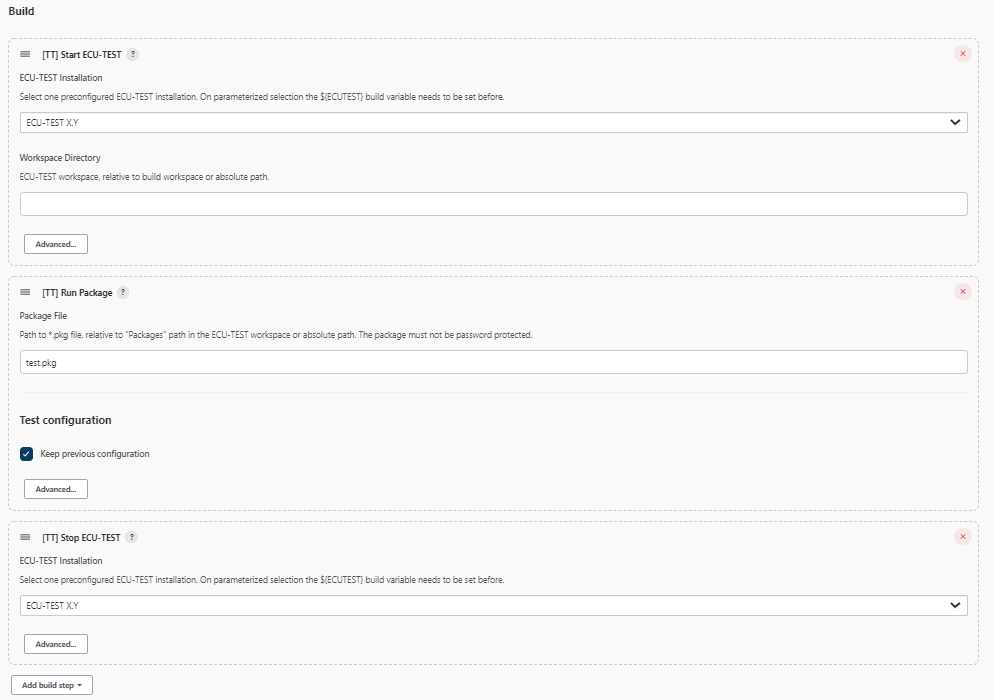 Build
[TT] Start ECU-TEST ?
ECU-TEST Installation
Select one preconfigured ECU-TEST installation. On parameterized selection the ${ECUTEST} build variable needs to be set before.
ECU-TEST X.Y
Workspace Directory
ECU-TEST workspace, relative to build workspace or absolute path.
Advanced...
[TT] Run Package ?
Package File
Path to *.pkg file, relative to "Packages" path in the ECU-TEST workspace or absolute path. The package must not be password protected.
test.pkg
Test configuration
Keep previous configuration
Advanced...
[TT] Stop ECU-TEST ?
ECU-TEST Installation
Select one preconfigured ECU-TEST installation. On parameterized selection the ${ECUTEST} build variable needs to be set before.
ECU-TEST X.Y
Advanced...
Add build step